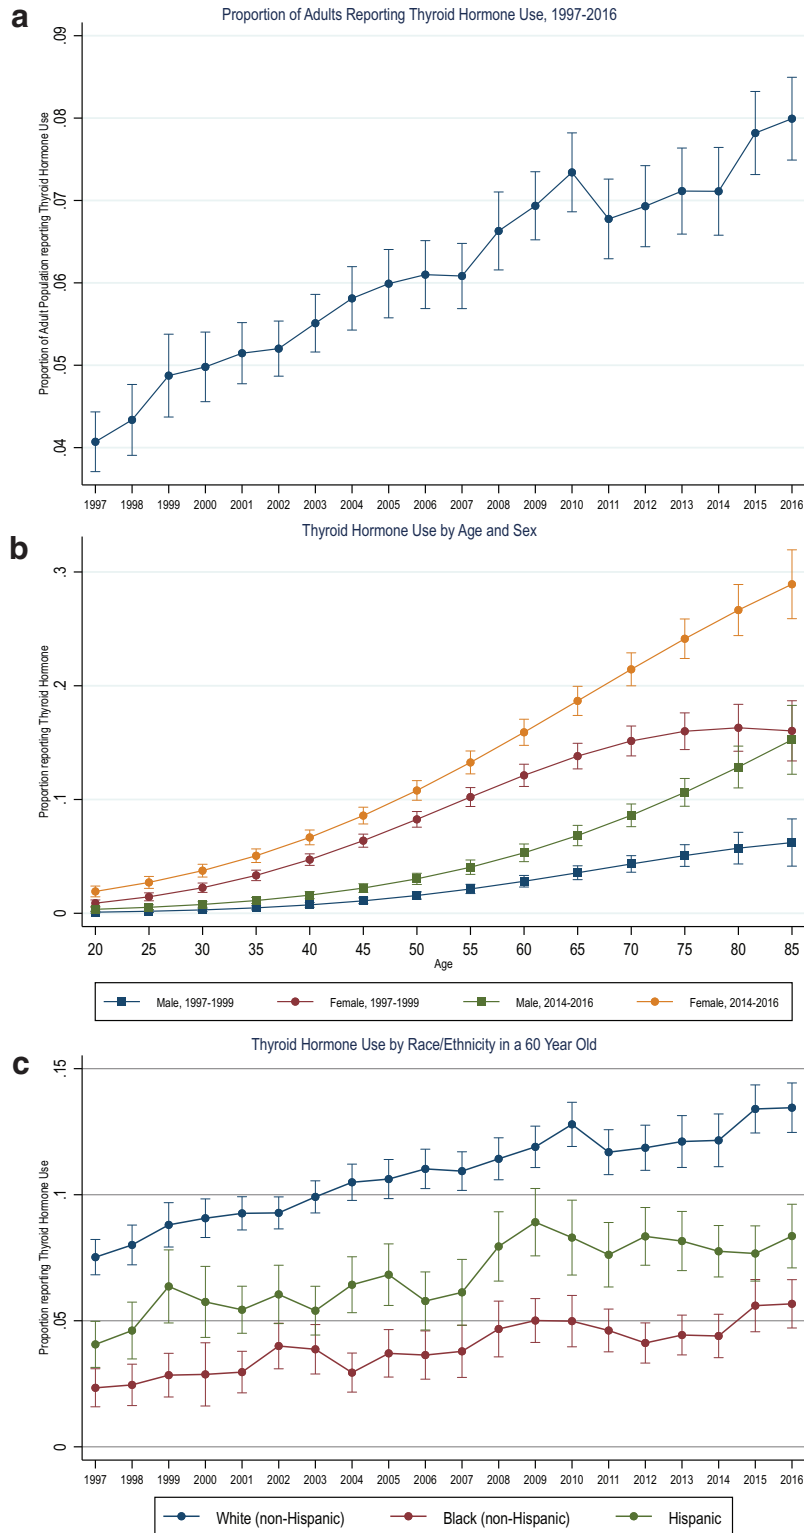 a
Proportion of Adults Reporting Thyroid Hormone Use, 1997-2016
Proportion of Adult Population reporting Thyroid Hormone Use
.09
.08
.07
.06
.05
.04
1997 1998 1999 2000 2001 2002 2003 2004 2005 2006 2007 2008 2009 2010 2011 2012 2013 2014 2015 2016
b
Thyroid Hormone Use by Age and Sex
Proportion reporting Thyroid Hormone
.3
.2
.1
0
20 25 30 35 40 45 50 55 60 65 70 75 80 85
Age
Male, 1997-1999 Female, 1997-1999 Male, 2014-2016 Female, 2014-2016
c
Thyroid Hormone Use by Race/Ethnicity in a 60 Year Old
Proportion reporting Thyroid Hormone Use
.15
.1
.05
0
1997 1998 1999 2000 2001 2002 2003 2004 2005 2006 2007 2008 2009 2010 2011 2012 2013 2014 2015 2016
White (non-Hispanic) Black (non-Hispanic) Hispanic